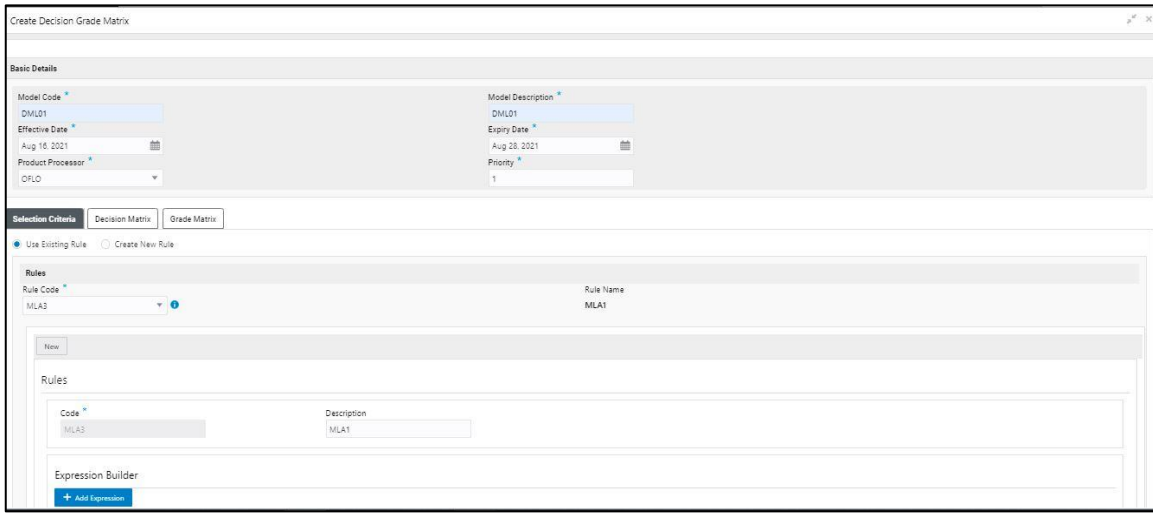 Create Decision Grade Matrix
Basic Details
Model Code * Model Description *
DML01 DML01
Effective Date * Expiry Date *
Aug 16, 2021 Aug 28, 2021
Product Processor * Priority *
OFLO 1
Selection Criteria Decision Matrix Grade Matrix
Use Existing Rule Create New Rule
Rules
Rule Code * Rule Name
MLA3 MLA1
New
Rules
Code * Description
MLA3 MLA1
Expression Builder
+ Add Expression